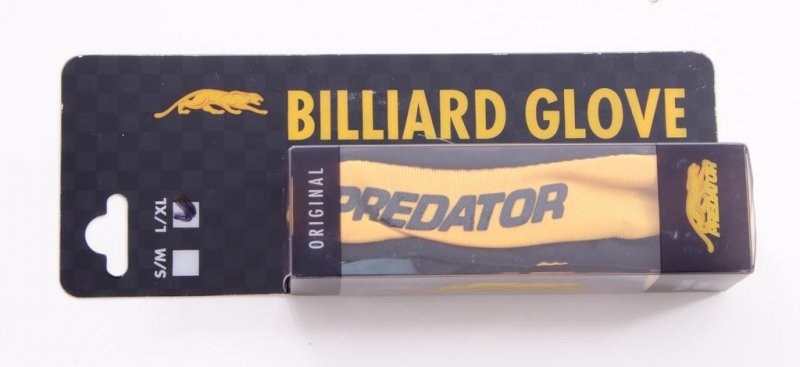 BILLIARD GLOVE
ORIGINAL
PREDATOR
PREDATOR
L/XL
S/M